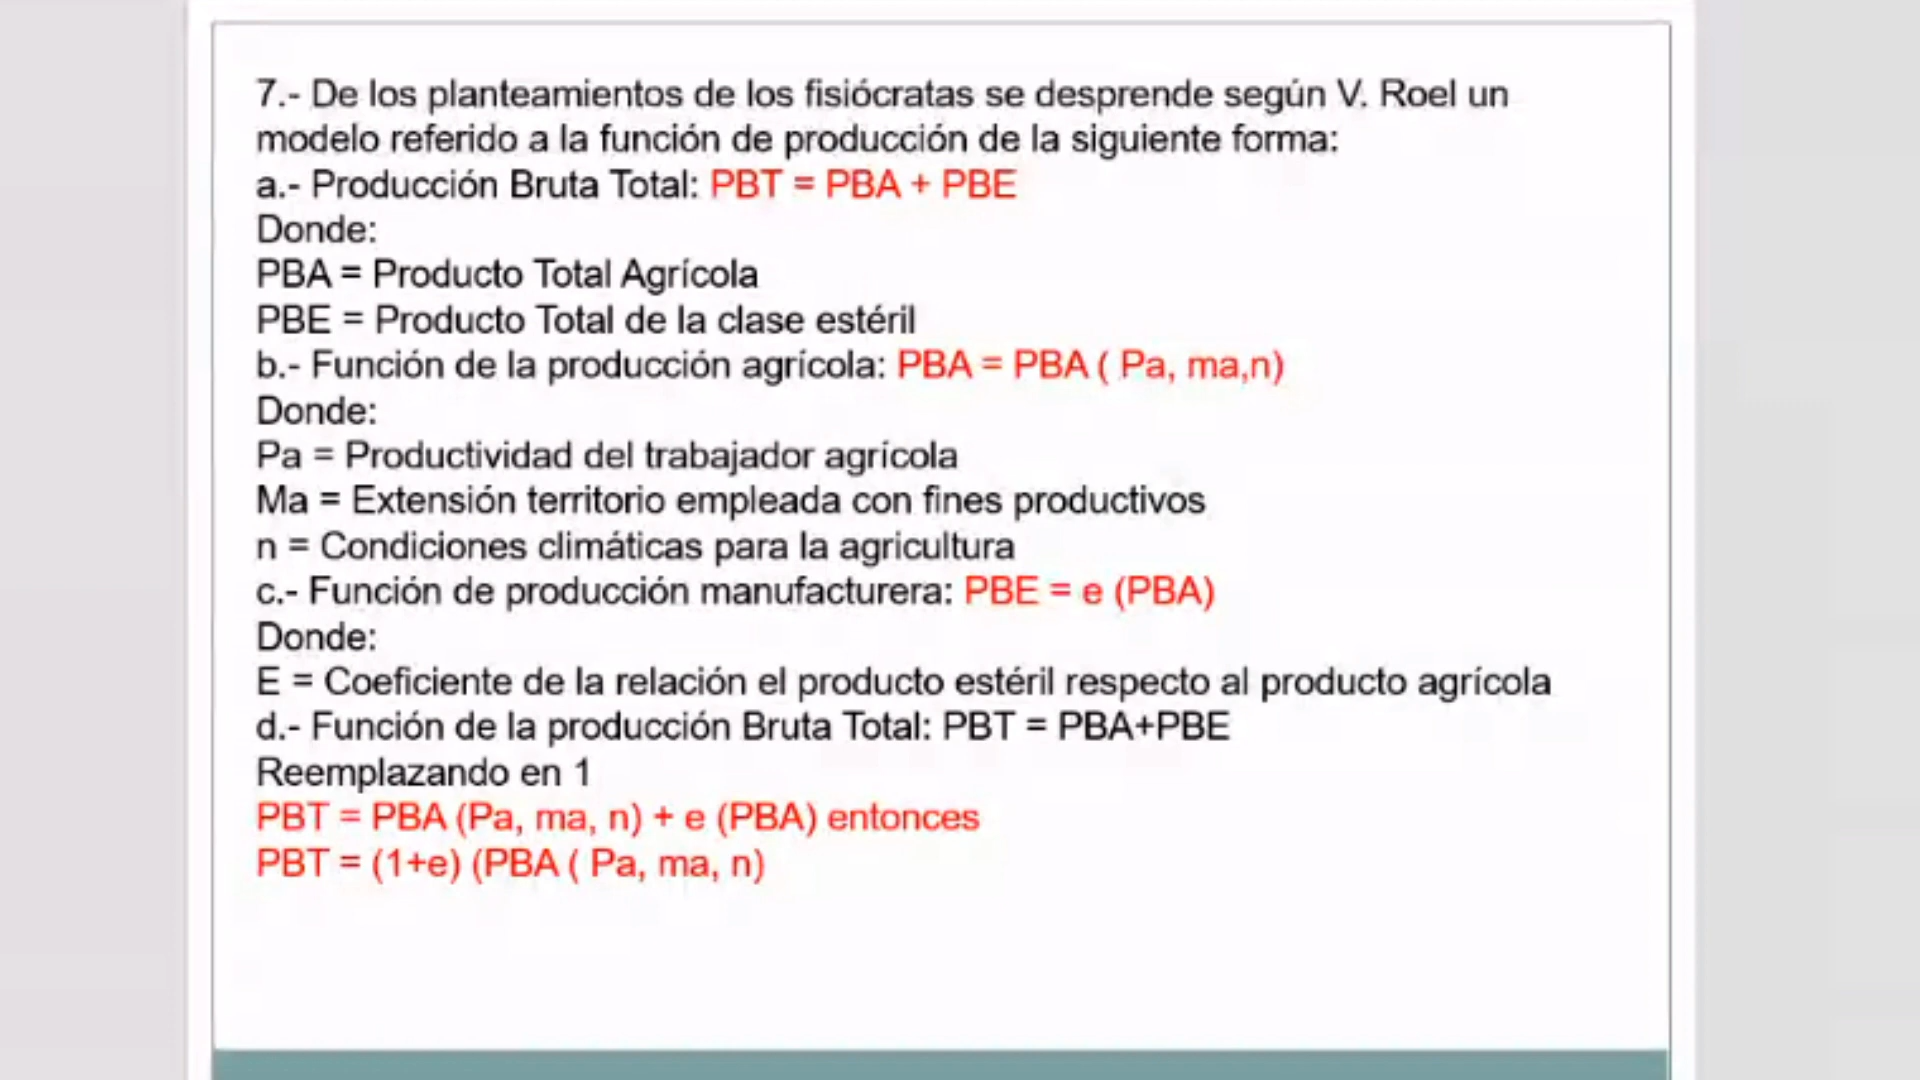 7.- De los planteamientos de los fisiócratas se desprende según V. Roel un
modelo referido a la función de producción de la siguiente forma:
a.- Producción Bruta Total: PBT = PBA + PBE
Donde:
PBA = Producto Total Agrícola
PBE = Producto Total de la clase estéril
b.- Función de la producción agrícola: PBA = PBA ( Pa, ma,n)
Donde:
Pa = Productividad del trabajador agrícola
Ma = Extensión territorio empleada con fines productivos
n = Condiciones climáticas para la agricultura
c.- Función de producción manufacturera: PBE = e (PBA)
Donde:
E = Coeficiente de la relación el producto estéril respecto al producto agrícola
d.- Función de la producción Bruta Total: PBT = PBA+PBE
Reemplazando en 1
PBT = PBA (Pa, ma, n) + e (PBA) entonces
PBT = (1+e) (PBA ( Pa, ma, n)